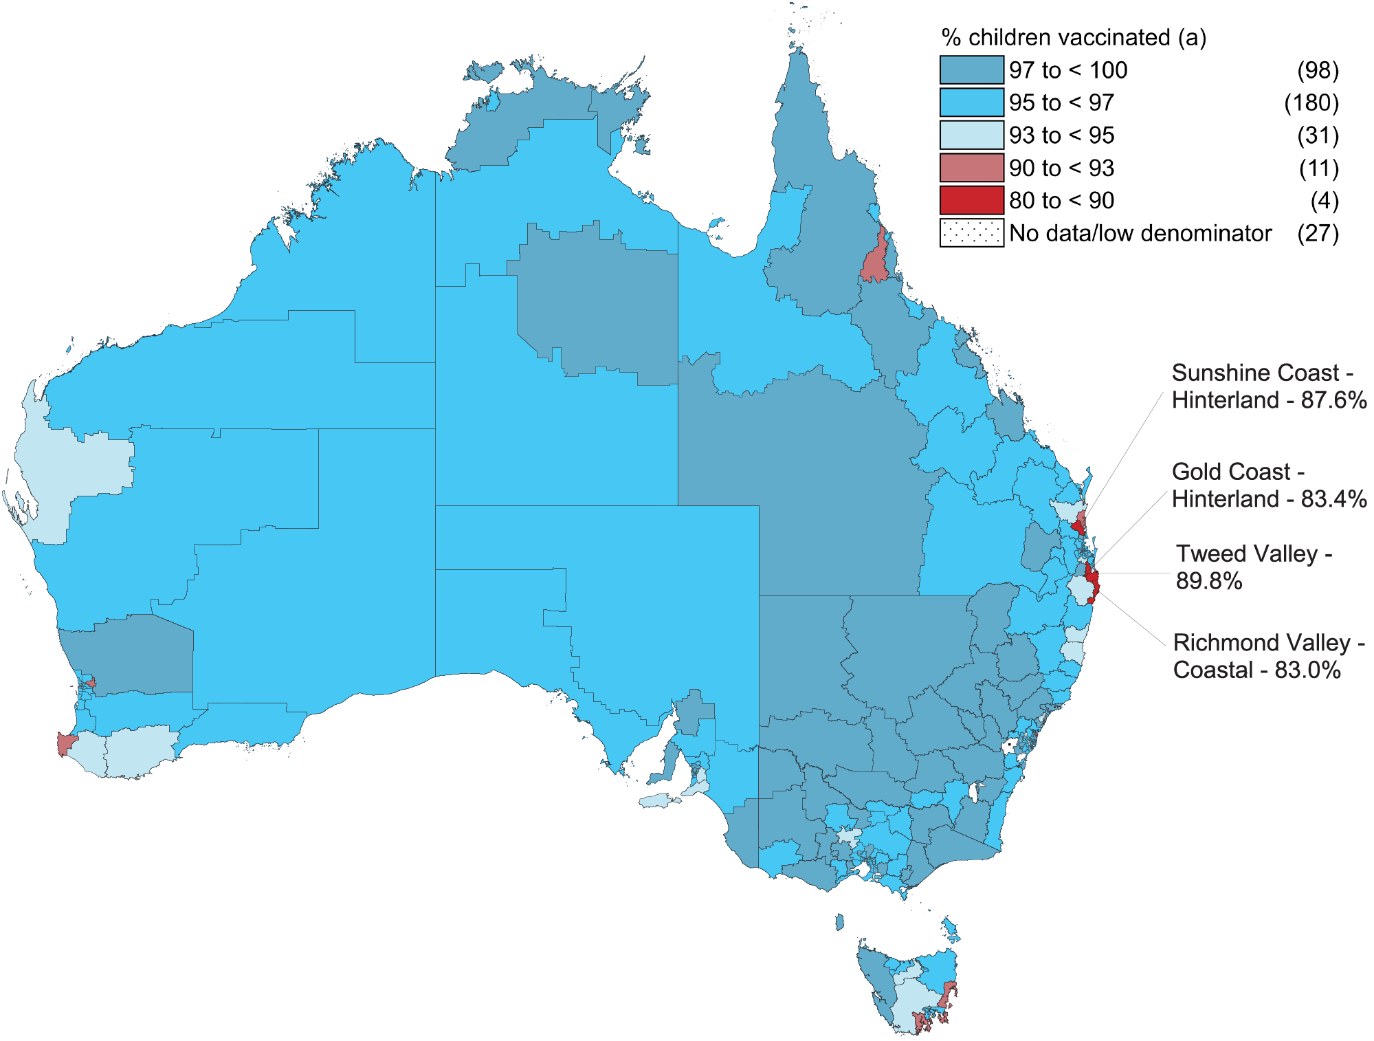 % children vaccinated (a)
97 to < 100 (98)
95 to < 97 (180)
93 to < 95 (31)
90 to < 93 (11)
80 to < 90 (4)
No data/low denominator (27)
Sunshine Coast -
Hinterland - 87.6%
Gold Coast -
Hinterland - 83.4%
Tweed Valley -
89.8%
Richmond Valley -
Coastal - 83.0%